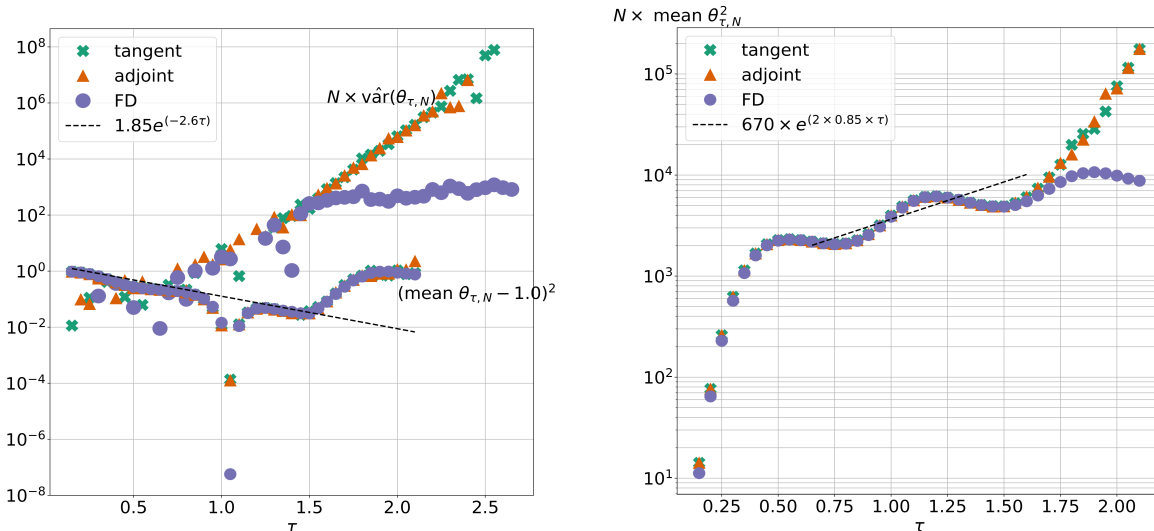 10^8
10^6
10^4
10^2
10^0
10^−2
10^−4
10^−6
10^−8
tangent
adjoint
FD
1.85e^(−2.6τ)
N × vâr(θ_τ,N)
(mean θ_τ,N − 1.0)^2
0.5 1.0 1.5 2.0 2.5
τ
N × mean θ^2_τ,N
10^5
10^4
10^3
10^2
10^1
tangent
adjoint
FD
670 × e^(2 × 0.85 × τ)
0.25 0.50 0.75 1.00 1.25 1.50 1.75 2.00
τ